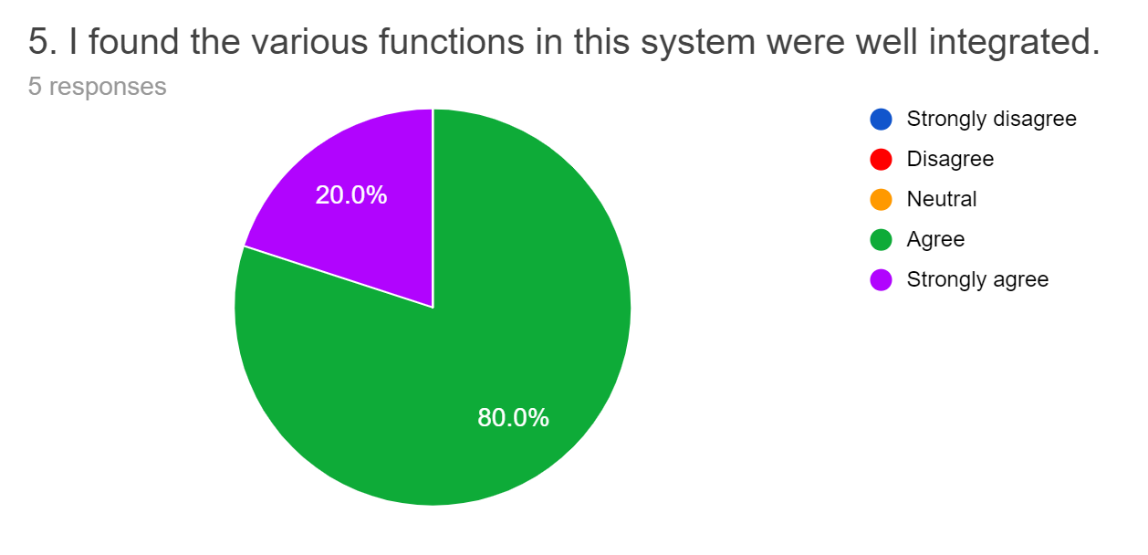 5. I found the various functions in this system were well integrated.
5 responses
Strongly disagree
Disagree
Neutral
Agree
Strongly agree
20.0%
80.0%